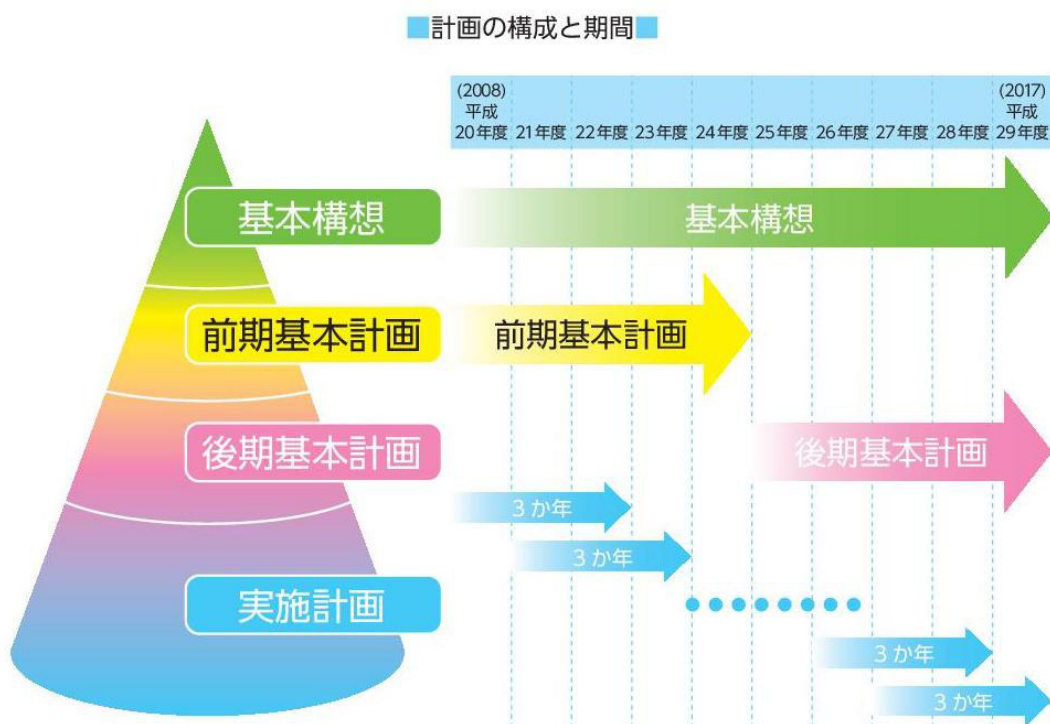 ■計画の構成と期間■
(2008)
平成
20年度 21年度 22年度 23年度 24年度 25年度 26年度 27年度 28年度 29年度
(2017)
平成
基本構想
基本構想
前期基本計画
前期基本計画
後期基本計画
後期基本計画
3か年
3か年
実施計画
3か年
3か年